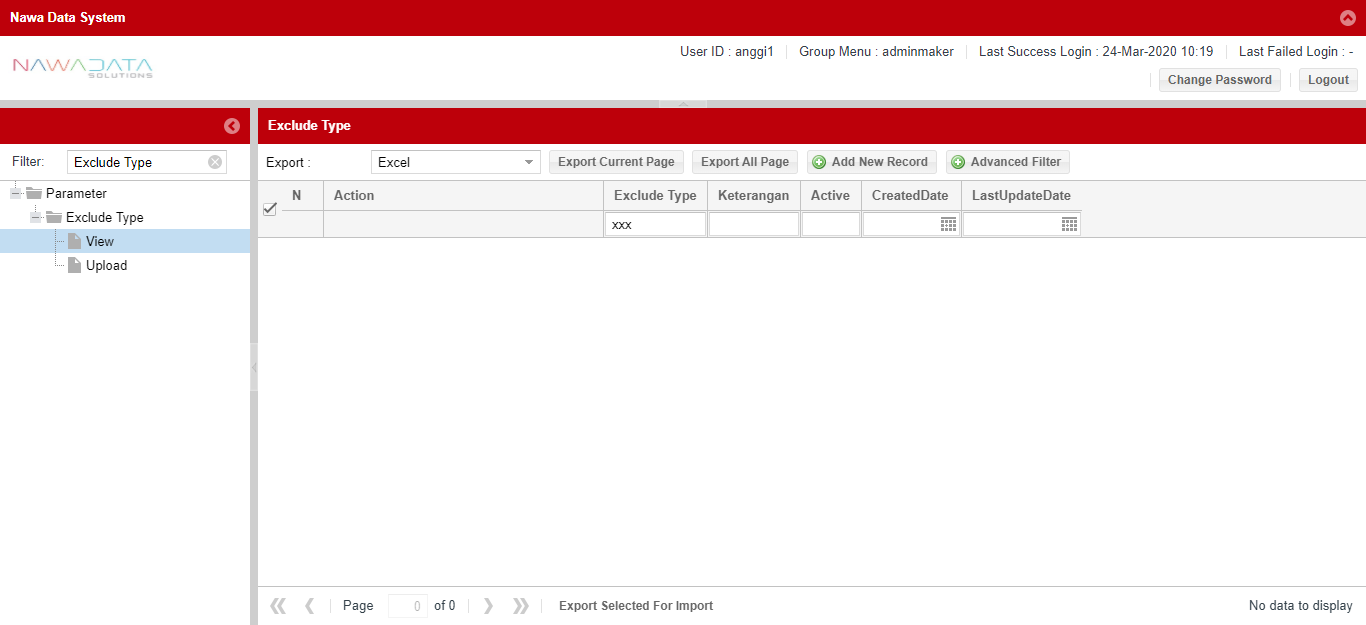 Nawa Data System
User ID : anggi1 Group Menu : adminmaker Last Success Login : 24-Mar-2020 10:19 Last Failed Login : -
NAWADATA
SOLUTIONS
Change Password Logout
Exclude Type
Filter: Exclude Type
Export : Excel Export Current Page Export All Page Add New Record Advanced Filter
Parameter
Exclude Type
View
Upload
N Action Exclude Type Keterangan Active CreatedDate LastUpdateDate
xxx
Page 0 of 0 Export Selected For Import No data to display